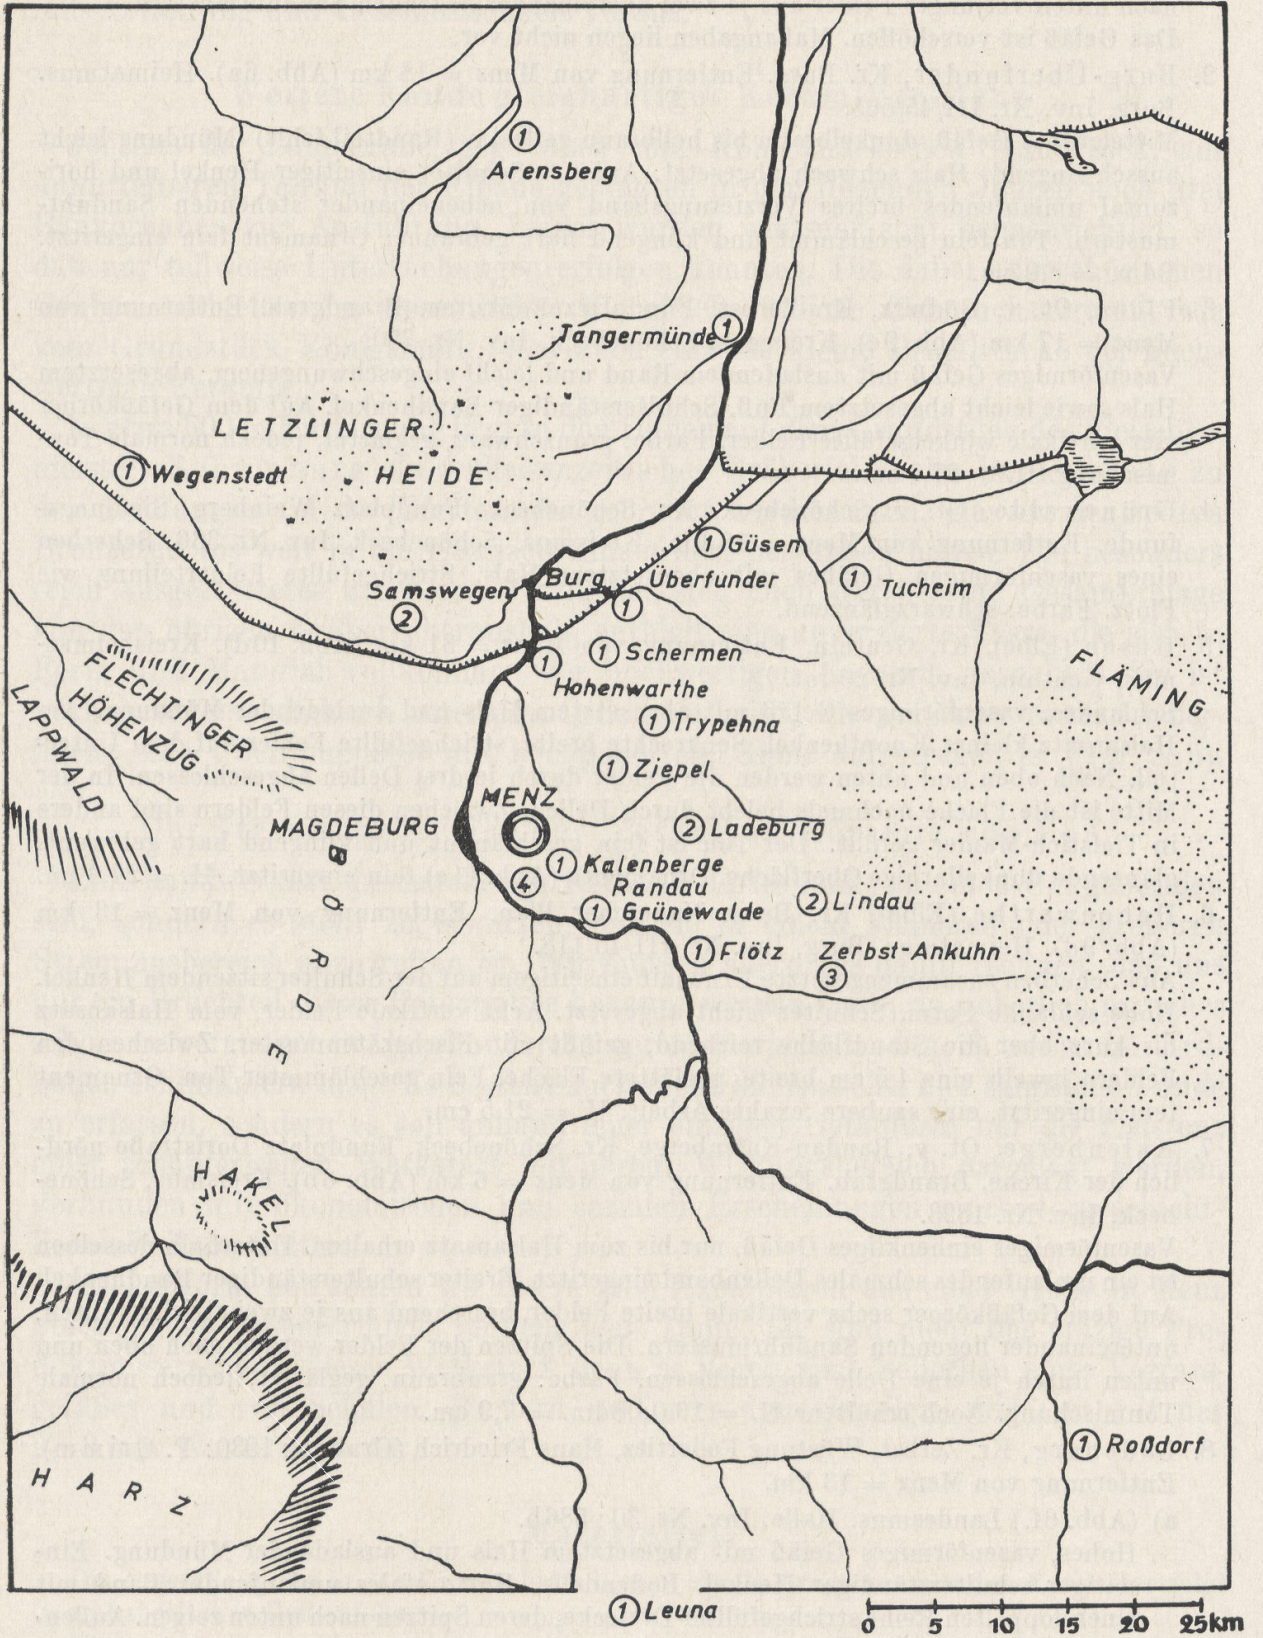 1
Arensberg
Tangermünde 1
LETZLINGER
HEIDE
1 Wegenstedt
1 Güsen
Burg Überfunder
1
1 Tucheim
Samswegen
2
1 Schermen
1
Hohenwarthe
FLÄMING
FLECHTINGER
HÖHENZUG
LAPPWALD
1 Trypehna
1 Ziepel
MENZ
MAGDEBURG
2 Ladeburg
1 Kalenberge
4 Randau
1 Grünewalde
2 Lindau
1 Flötz
Zerbst-Ankuhn
3
BÖRDE
HAKEL
HARZ
1 Roßdorf
1 Leuna
0 5 10 15 20 25km